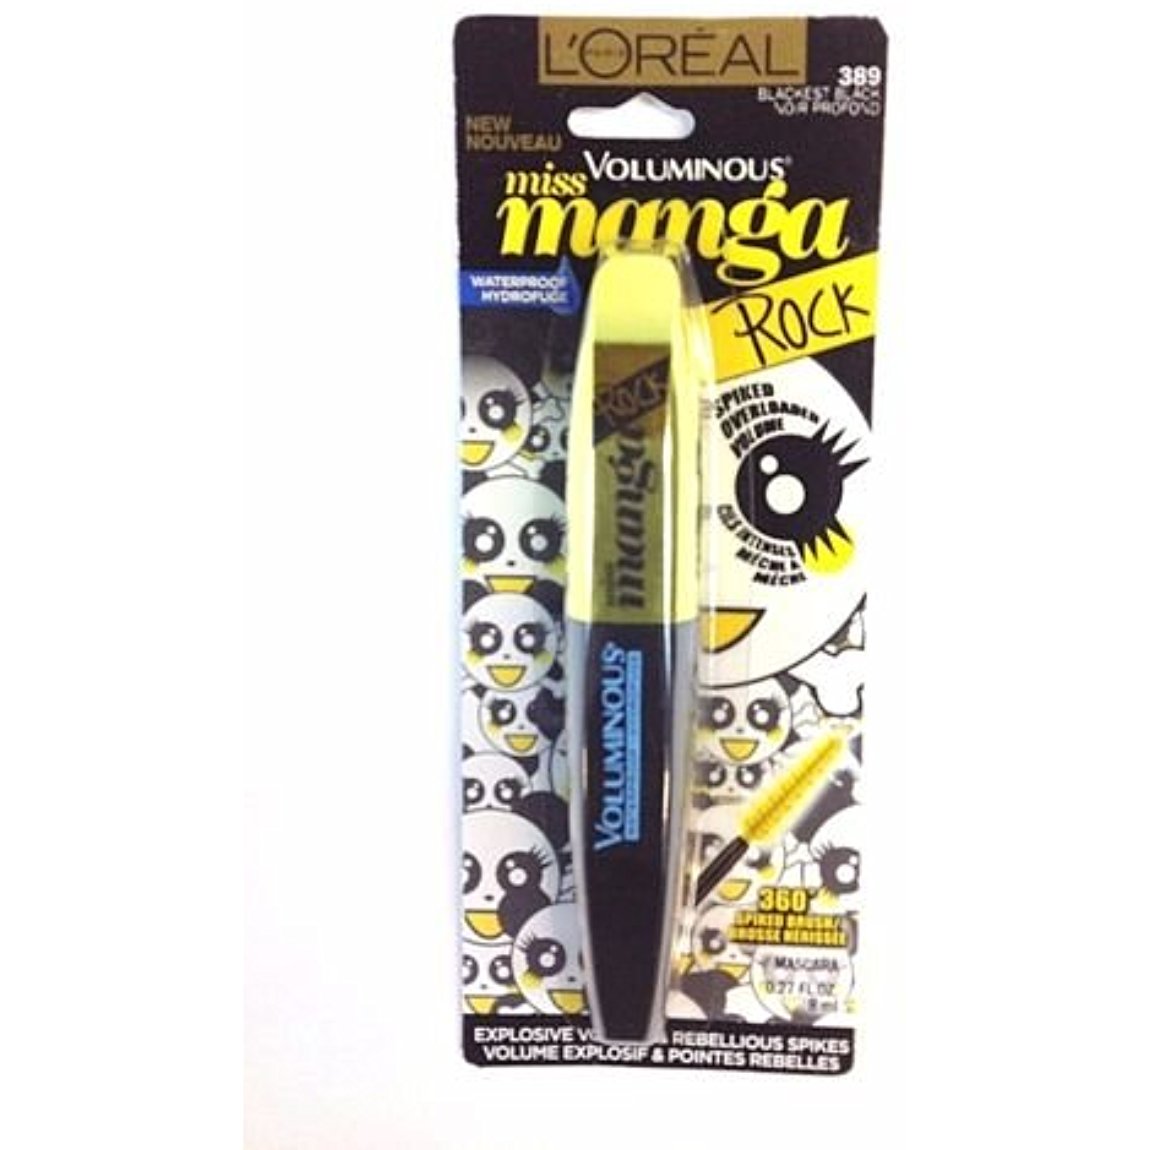 L'ORÉAL
PARIS
389
BLACKEST BLACK
NOIR PROFOND
NEW
NOUVEAU
VOLUMINOUS®
miss
manga
ROCK
WATERPROOF
HYDROFUGE
SPIKED
OVERLOADED
VOLUME
CILS INTENSES
MÈCHE À
MÈCHE
ROCK
miss
manga
VOLUMINOUS®
360°
SPIKED BRUSH/
BROSSE HÉRISSÉE
MASCARA
0.27 FL OZ
8 ml
EXPLOSIVE & REBELLIOUS SPIKES
VOLUME EXPLOSIF & POINTES REBELLES